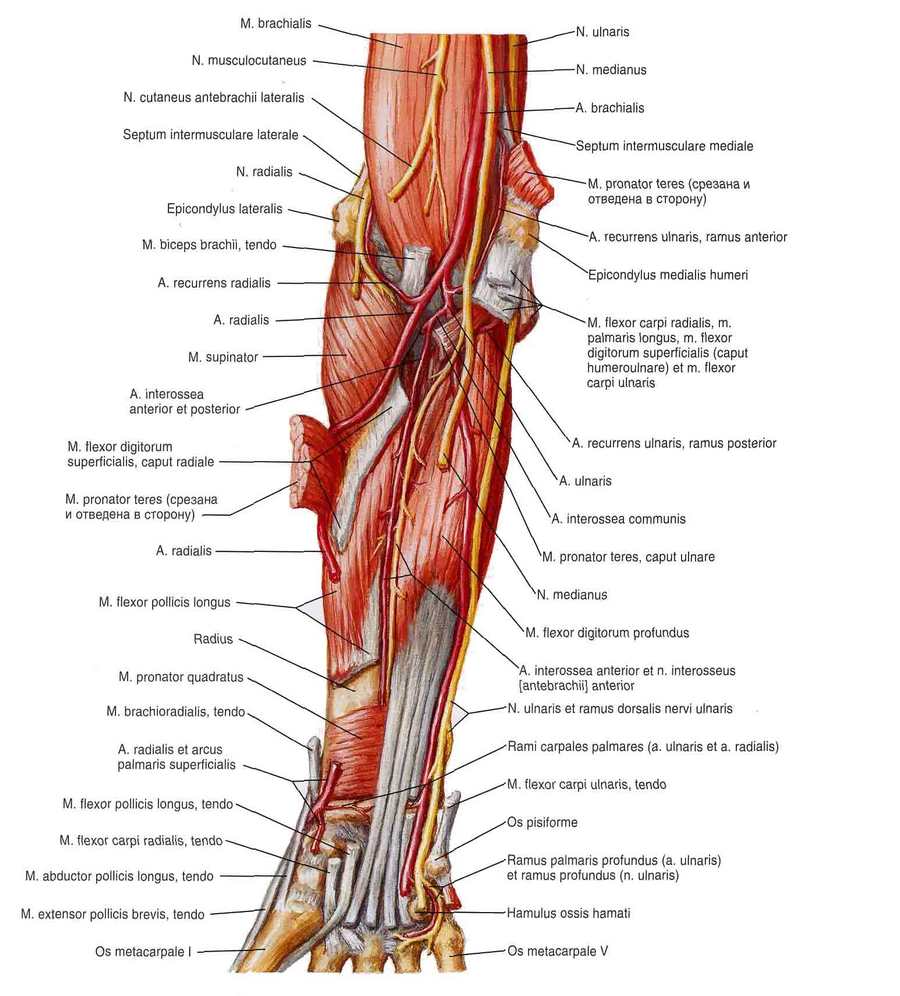 M. brachialis
N. musculocutaneus
N. cutaneus antebrachii lateralis
Septum intermusculare laterale
N. radialis
Epicondylus lateralis
M. biceps brachii, tendo
A. recurrens radialis
A. radialis
M. supinator
A. interossea
anterior et posterior
M. flexor digitorum
superficialis, caput radiale
M. pronator teres (срезана
и отведена в сторону)
A. radialis
M. flexor pollicis longus
Radius
M. pronator quadratus
M. brachioradialis, tendo
A. radialis et arcus
palmaris superficialis
M. flexor pollicis longus, tendo
M. flexor carpi radialis, tendo
M. abductor pollicis longus, tendo
M. extensor pollicis brevis, tendo
Os metacarpale I
N. ulnaris
N. medianus
A. brachialis
Septum intermusculare mediale
M. pronator teres (срезана и
отведена в сторону)
A. recurrens ulnaris, ramus anterior
Epicondylus medialis humeri
M. flexor carpi radialis, m.
palmaris longus, m. flexor
digitorum superficialis (caput
humeroulnare) et m. flexor
carpi ulnaris
A. recurrens ulnaris, ramus posterior
A. ulnaris
A. interossea communis
M. pronator teres, caput ulnare
N. medianus
M. flexor digitorum profundus
A. interossea anterior et n. interosseus
[antebrachii] anterior
N. ulnaris et ramus dorsalis nervi ulnaris
Rami carpales palmares (a. ulnaris et a. radialis)
M. flexor carpi ulnaris, tendo
Os pisiforme
Ramus palmaris profundus (a. ulnaris)
et ramus profundus (n. ulnaris)
Hamulus ossis hamati
Os metacarpale V